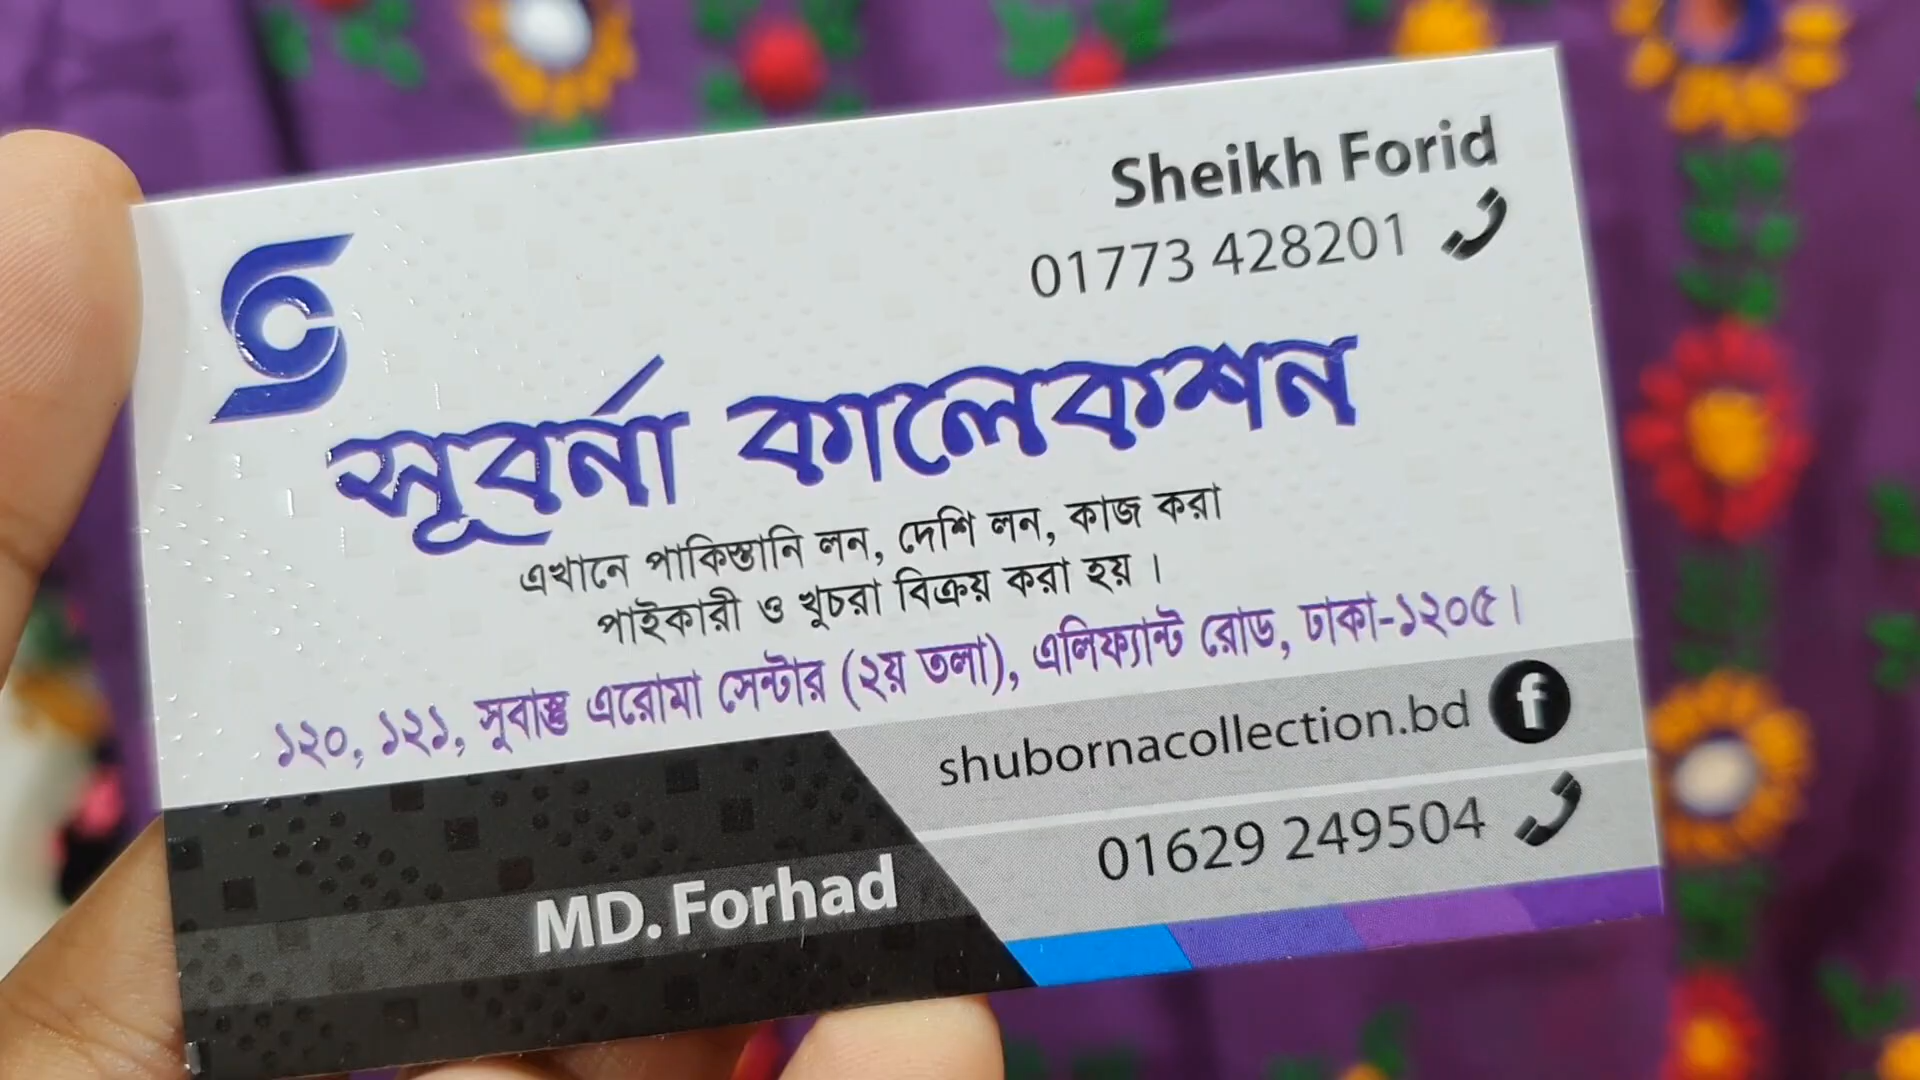 Sheikh Forid
01773 428201
সূবর্না কালেকশন
এখানে পাকিস্তানি লন, দেশি লন, কাজ করা
পাইকারী ও খুচরা বিক্রয় করা হয় ।
১২০, ১২১, সূবাস্তু এরোমা সেন্টার (২য় তলা), এলিফ্যান্ট রোড, ঢাকা-১২০৫ ।
shubornacollection.bd
01629 249504
MD. Forhad